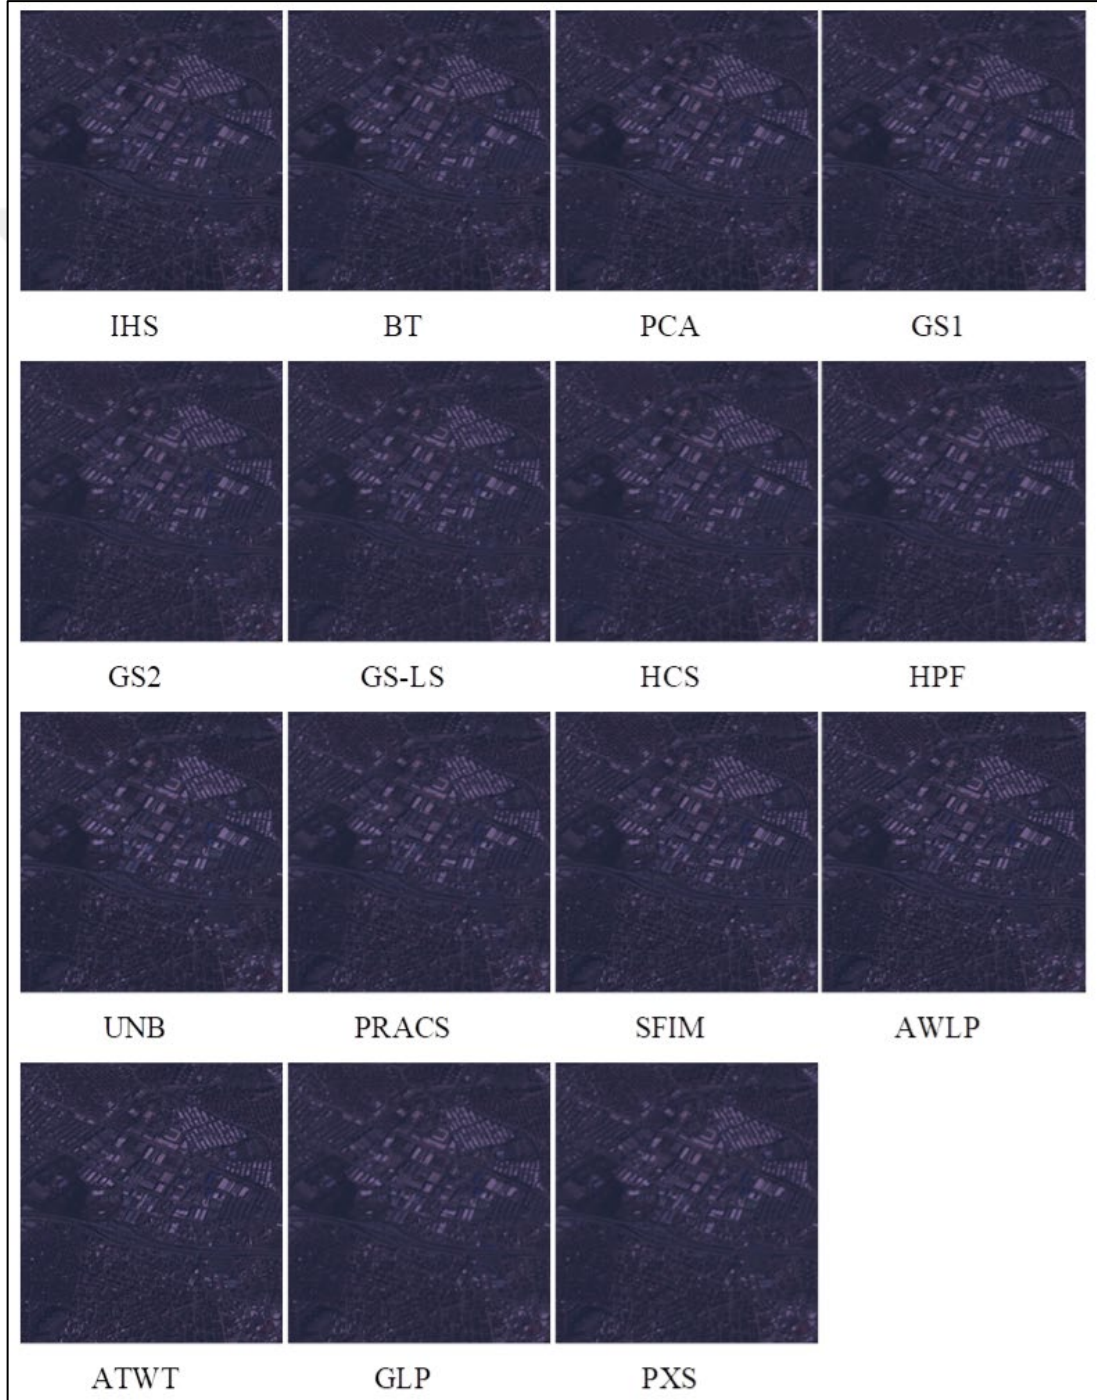 IHS BT PCA GS1
GS2 GS-LS HCS HPF
UNB PRACS SFIM AWLP
ATWT GLP PXS